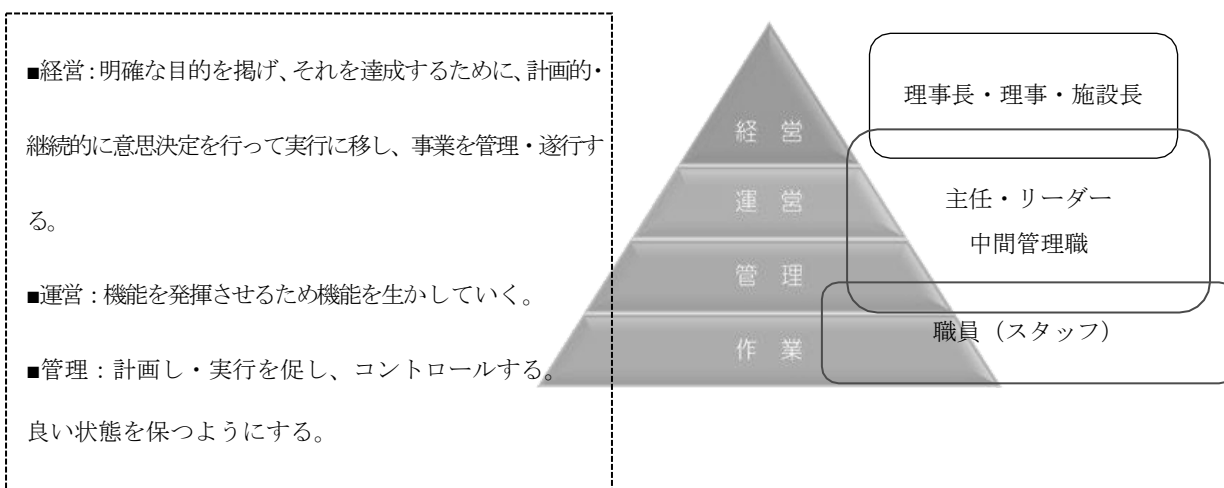 ■経営：明確な目的を掲げ、それを達成するために、計画的・
継続的に意思決定を行って実行に移し、事業を管理・遂行す
る。
■運営：機能を発揮させるため機能を生かしていく。
■管理：計画し・実行を促し、コントロールする。
良い状態を保つようにする。
経 営
運 営
管 理
作 業
理事長・理事・施設長
主任・リーダー
中間管理職
職員（スタッフ）